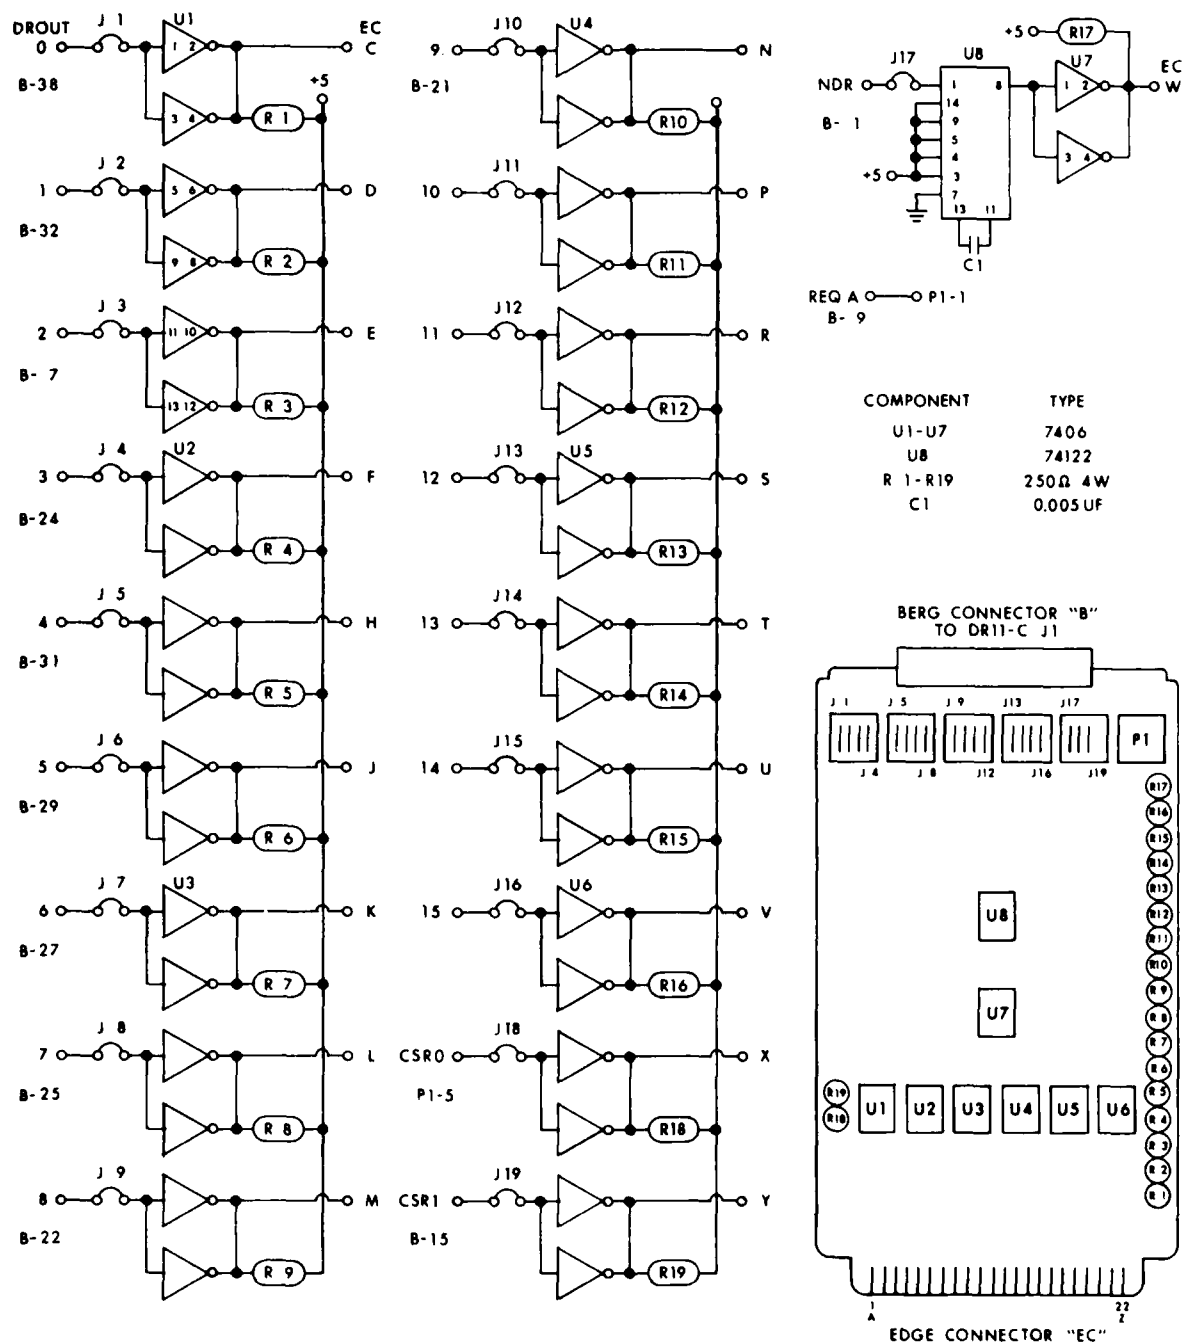 DROUT J 1 U1 EC
0 1 2 C
B-38 +5
3 4 R 1
J 2
1 5 6 D
B-32
9 8 R 2
J 3
2 11 10 E
B- 7
13 12 R 3
J 4 U2
3 F
B-24
R 4
J 5
4 H
B-31
R 5
J 6
5 J
B-29
R 6
J 7 U3
6 K
B-27
R 7
J 8
7 L
B-25
R 8
J 9
8 M
B-22
R 9
J10 U4
9. N
B-21
R10
J11
10 P
R11
J12
11 R
R12
J13 U5
12 S
R13
J14
13 T
R14
J15
14 U
R15
J16 U6
15 V
R16
J18
CSR0 X
P1-5
R18
J19
CSR1 Y
B-15
R19
+5 R17
J17 U8 U7 EC
NDR 1 8 1 2 W
B- 1 14
9
5
4 3 4
+5 3
7
13 11
C1
REQ A P1-1
B- 9
COMPONENT TYPE
U1-U7 7406
U8 74122
R 1-R19 250Ω 4W
C1 0.005 UF
BERG CONNECTOR "B"
TO DR11-C J1
J 1 J 5 J 9 J13 J17
P1
J 4 J 8 J12 J16 J19
R17
R16
R15
R14
R13
R12
R11
R10
R 9
R 8
R 7
R 6
R 5
R 4
R 3
R 2
R 1
U8
U7
R19
R18
U1 U2 U3 U4 U5 U6
1 22
A Z
EDGE CONNECTOR "EC"